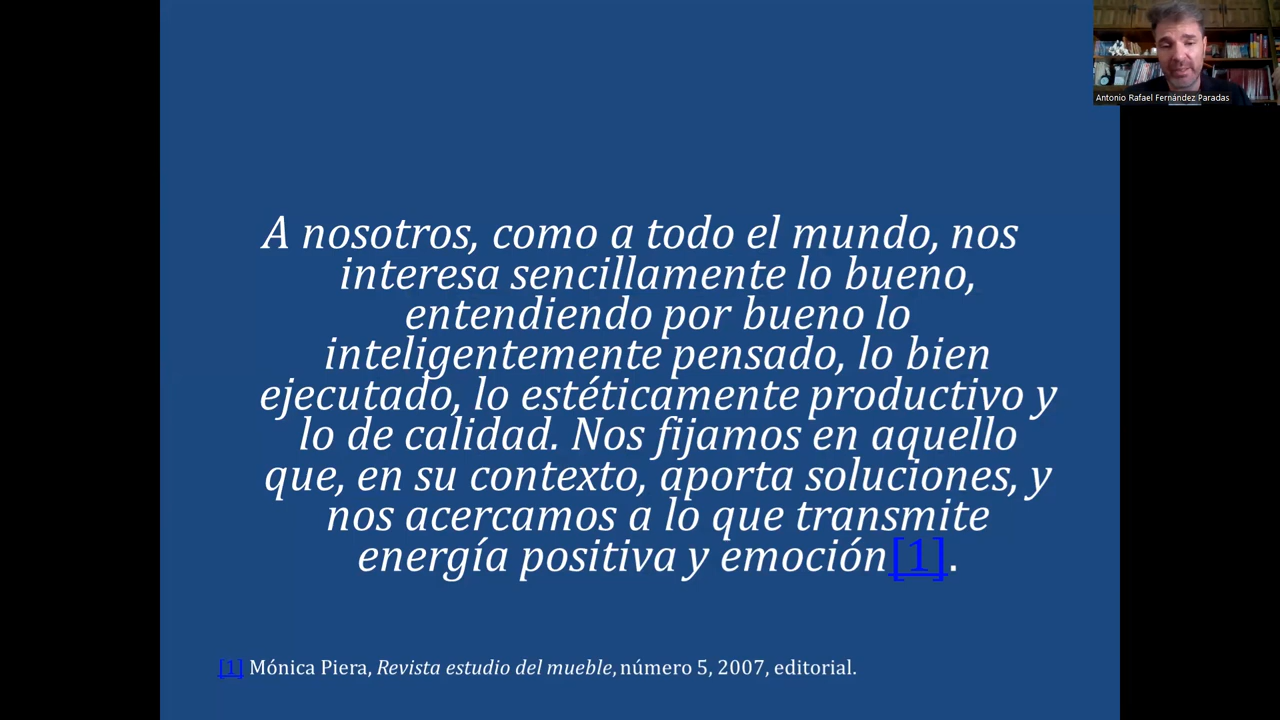 Antonio Rafael Fernández Paradas
A nosotros, como a todo el mundo, nos
interesa sencillamente lo bueno,
entendiendo por bueno lo
inteligentemente pensado, lo bien
ejecutado, lo estéticamente productivo y
lo de calidad. Nos fijamos en aquello
que, en su contexto, aporta soluciones, y
nos acercamos a lo que transmite
energía positiva y emoción[1].
[1] Mónica Piera, Revista estudio del mueble, número 5, 2007, editorial.